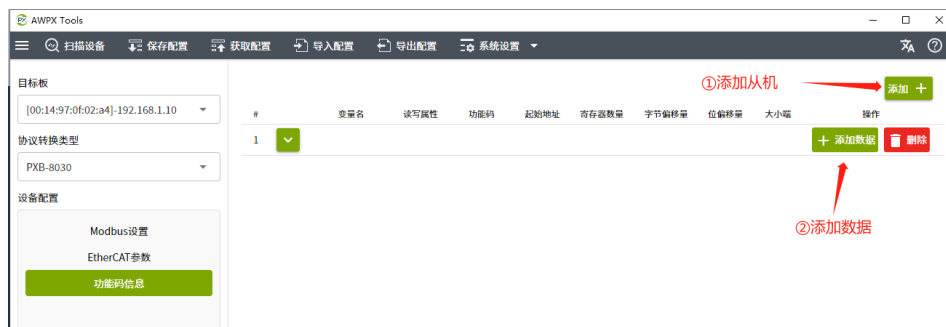 AWPX Tools
扫描设备 保存配置 获取配置 导入配置 导出配置 系统设置
目标板
[00:14:97:0f:02:a4]-192.168.1.10
协议转换类型
PXB-8030
设备配置
Modbus设置
EtherCAT参数
功能码信息
①添加从机
添加
# 变量名 读写属性 功能码 起始地址 寄存器数量 字节偏移量 位偏移量 大小端 操作
1 添加数据 删除
②添加数据